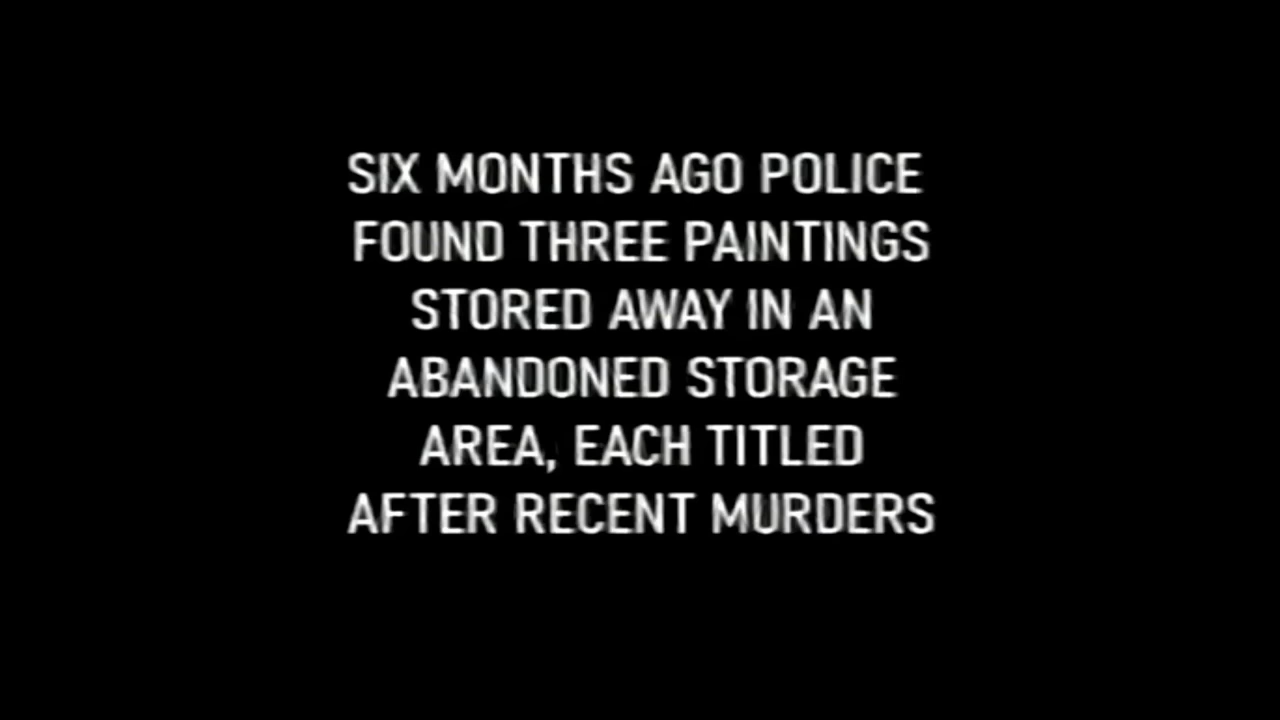 SIX MONTHS AGO POLICE
FOUND THREE PAINTINGS
STORED AWAY IN AN
ABANDONED STORAGE
AREA, EACH TITLED
AFTER RECENT MURDERS